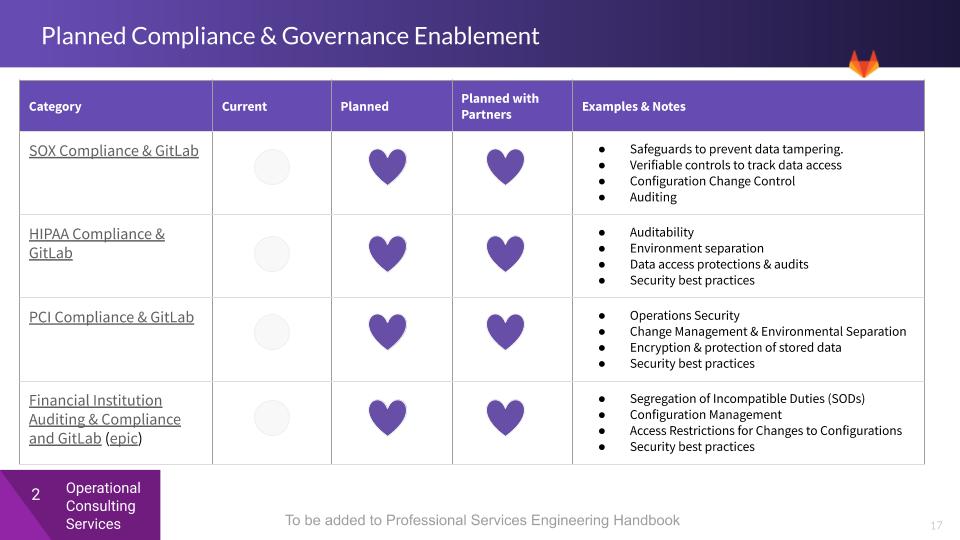 Planned Compliance & Governance Enablement
Category
Current
Planned
Planned with
Partners
Examples & Notes
SOX Compliance & GitLab
● Safeguards to prevent data tampering.
● Verifiable controls to track data access
● Configuration Change Control
● Auditing
HIPAA Compliance &
GitLab
● Auditability
● Environment separation
● Data access protections & audits
● Security best practices
PCI Compliance & GitLab
● Operations Security
● Change Management & Environmental Separation
● Encryption & protection of stored data
● Security best practices
Financial Institution
Auditing & Compliance
and GitLab (epic)
● Segregation of Incompatible Duties (SODs)
● Configuration Management
● Access Restrictions for Changes to Configurations
● Security best practices
2
Operational
Consulting
Services
To be added to Professional Services Engineering Handbook
17